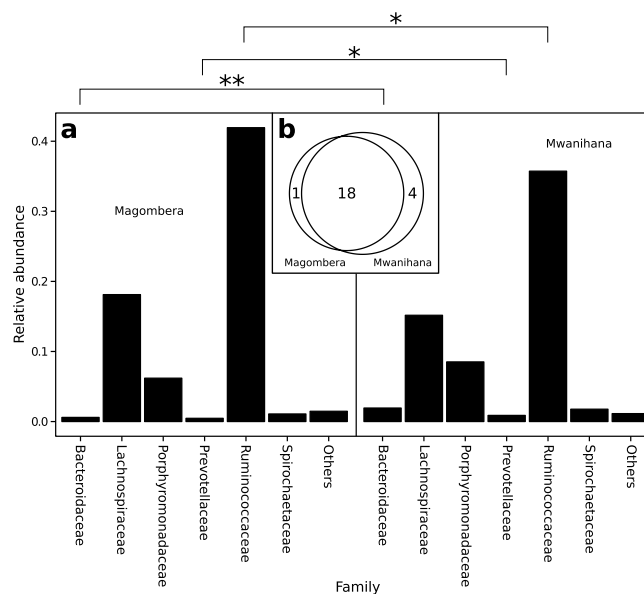 *
*
**
a
b
Magombera
Mwanihana
1
18
4
Magombera
Mwanihana
Relative abundance
0.4
0.3
0.2
0.1
0.0
Bacteroidaceae
Lachnospiraceae
Porphyromonadaceae
Prevotellaceae
Ruminococcaceae
Spirochaetaceae
Others
Bacteroidaceae
Lachnospiraceae
Porphyromonadaceae
Prevotellaceae
Ruminococcaceae
Spirochaetaceae
Others
Family